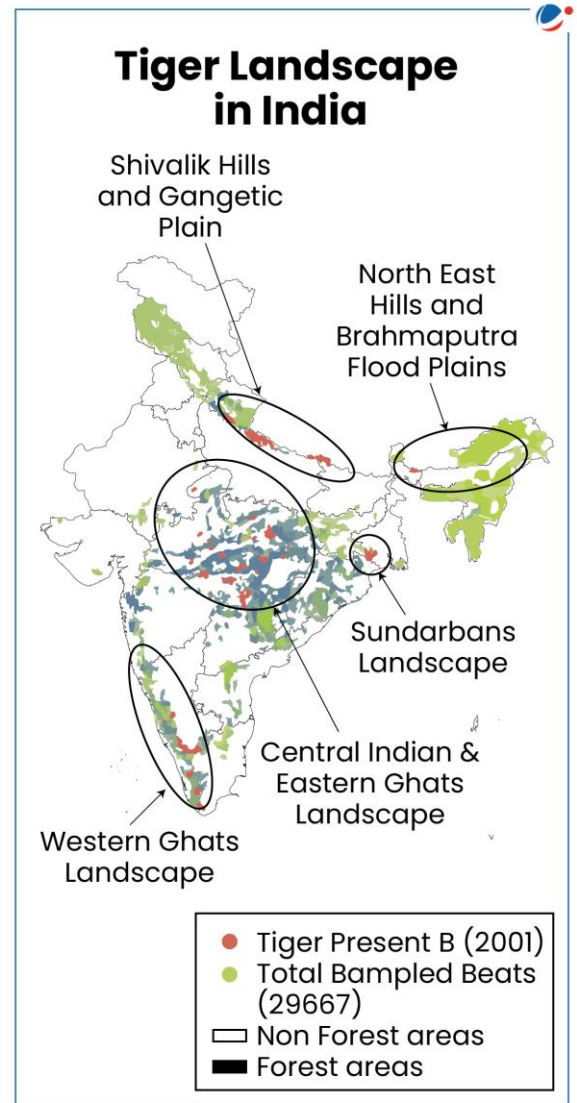 Tiger Landscape
in India
Shivalik Hills
and Gangetic
Plain
North East
Hills and
Brahmaputra
Flood Plains
Sundarbans
Landscape
Central Indian &
Eastern Ghats
Landscape
Western Ghats
Landscape
Tiger Present B (2001)
Total Bampled Beats
(29667)
Non Forest areas
Forest areas